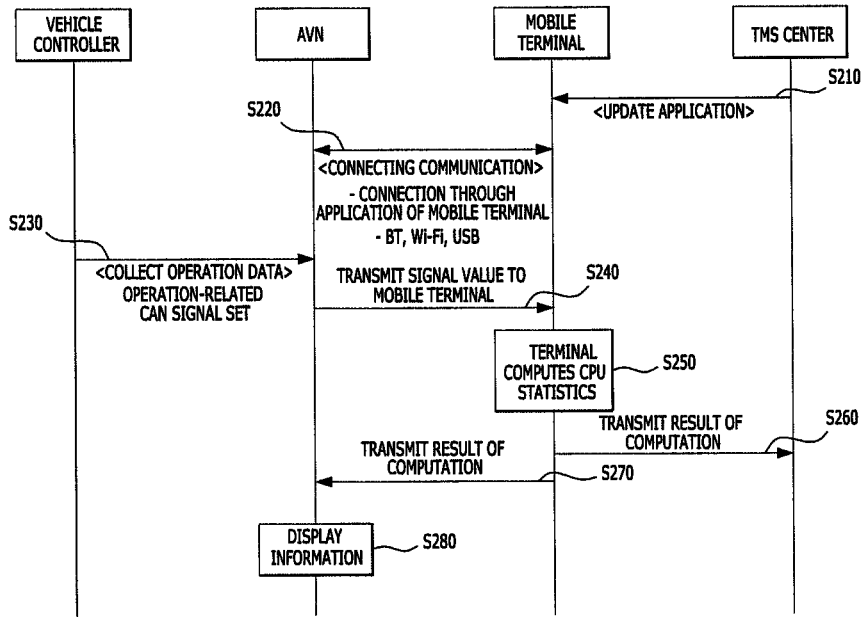 VEHICLE
CONTROLLER
AVN
MOBILE
TERMINAL
TMS CENTER
S210
<UPDATE APPLICATION>
S220
<CONNECTING COMMUNICATION>
- CONNECTION THROUGH
APPLICATION OF MOBILE TERMINAL
- BT, Wi-Fi, USB
S230
<COLLECT OPERATION DATA>
OPERATION-RELATED
CAN SIGNAL SET
TRANSMIT SIGNAL VALUE TO
MOBILE TERMINAL
S240
TERMINAL
COMPUTES CPU
STATISTICS
S250
TRANSMIT RESULT OF
COMPUTATION
S260
TRANSMIT RESULT OF
COMPUTATION
S270
DISPLAY
INFORMATION
S280